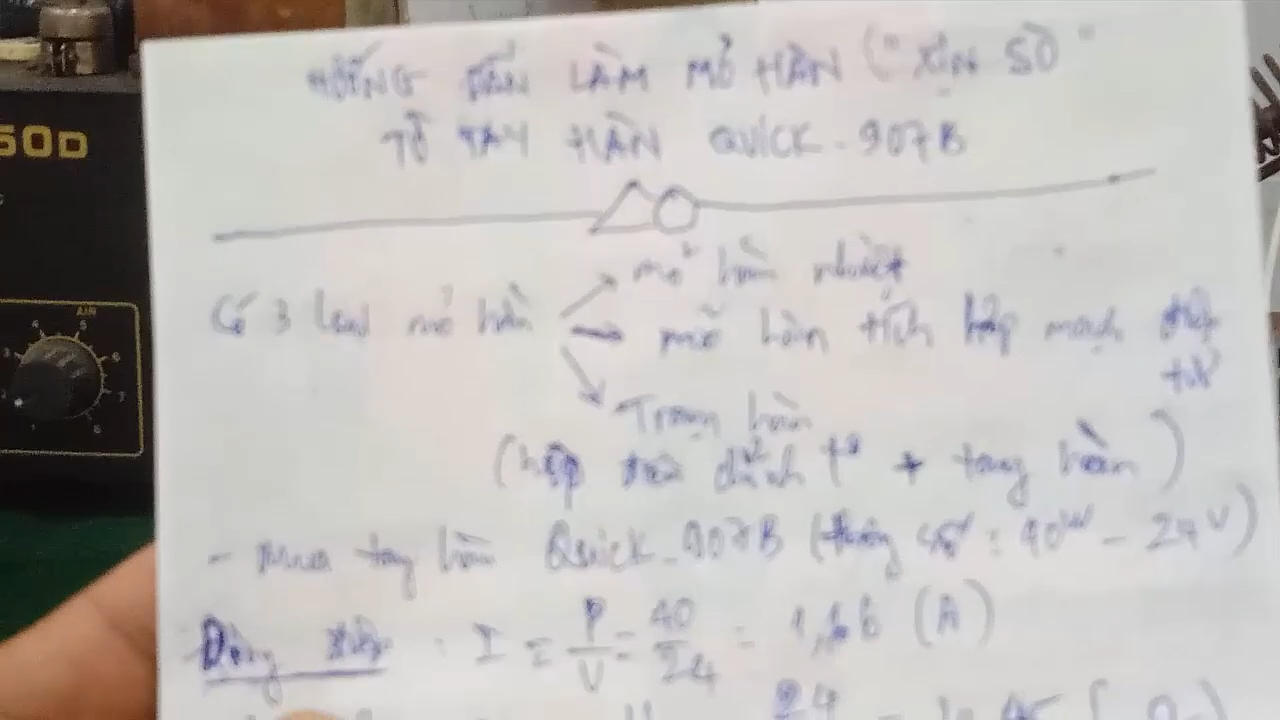 HƯỚNG DẪN LÀM MỎ HÀN ("XỊN SÒ"
TỪ TAY HÀN QUICK-907B
50D
AIR
Có 3 loại mỏ hàn
mỏ hàn nhiệt
mỏ hàn tích hợp mạch điện
tử
Trạm hàn
(hộp điều chỉnh t° + tay hàn)
- Mua tay hàn Quick-907B (thông số: 40W - 24V)
Dòng điện : I = P/V = 40/24 = 1,66 (A)
24